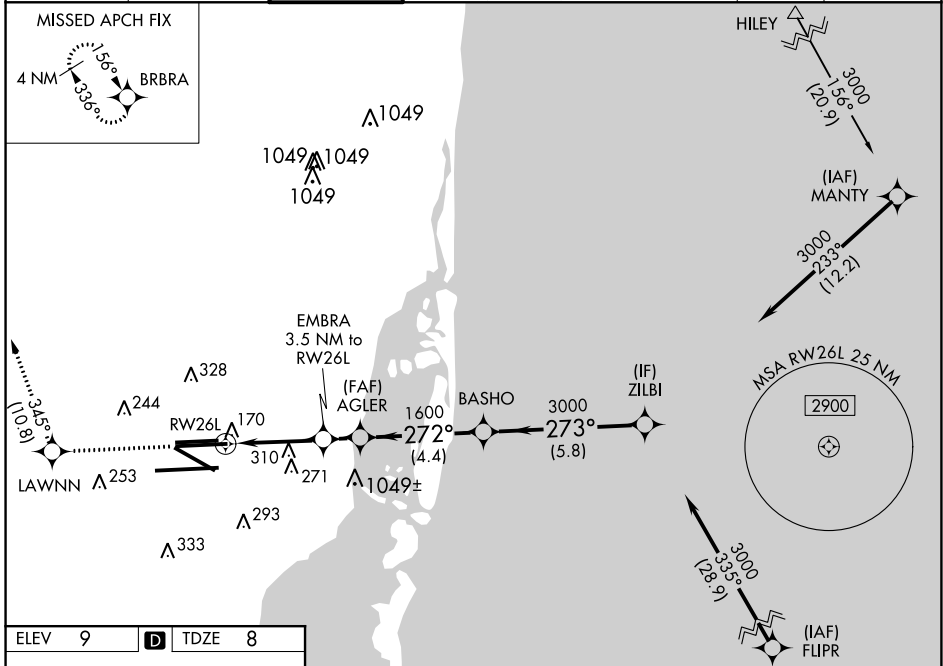 MISSED APCH FIX
4 NM
156°
336°
BRBRA
HILEY
3000
156°
(20.9)
1049
1049
1049
1049
(IAF)
MANTY
3000
233°
(12.2)
EMBRA
3.5 NM to
RW26L
(FAF)
AGLER
1600
272°
(4.4)
BASHO
3000
273°
(5.8)
(IF)
ZILBI
MSA RW26L 25 NM
2900
345°
(10.8)
LAWNN
328
244
RW26L
170
253
310
271
1049±
293
333
3000
335°
(28.9)
(IAF)
FLIPR
ELEV 9 D TDZE 8